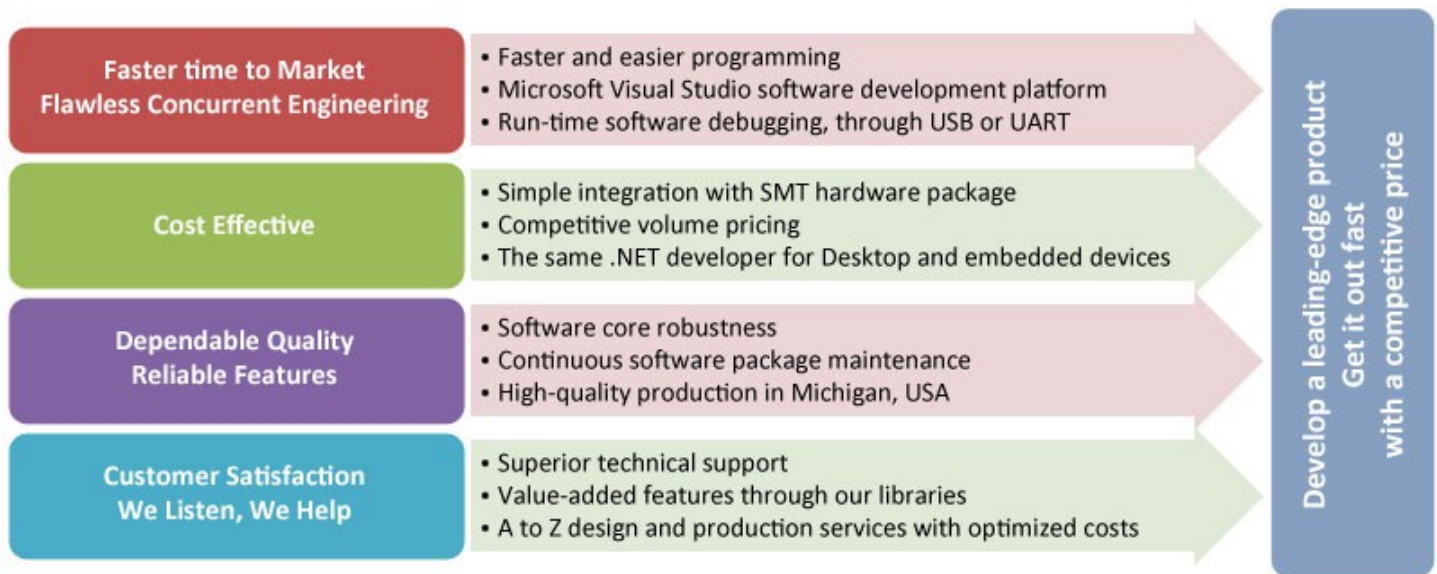 Faster time to Market
Flawless Concurrent Engineering
• Faster and easier programming
• Microsoft Visual Studio software development platform
• Run-time software debugging, through USB or UART
Cost Effective
• Simple integration with SMT hardware package
• Competitive volume pricing
• The same .NET developer for Desktop and embedded devices
Dependable Quality
Reliable Features
• Software core robustness
• Continuous software package maintenance
• High-quality production in Michigan, USA
Customer Satisfaction
We Listen, We Help
• Superior technical support
• Value-added features through our libraries
• A to Z design and production services with optimized costs
Develop a leading-edge product
Get it out fast
with a competitive price